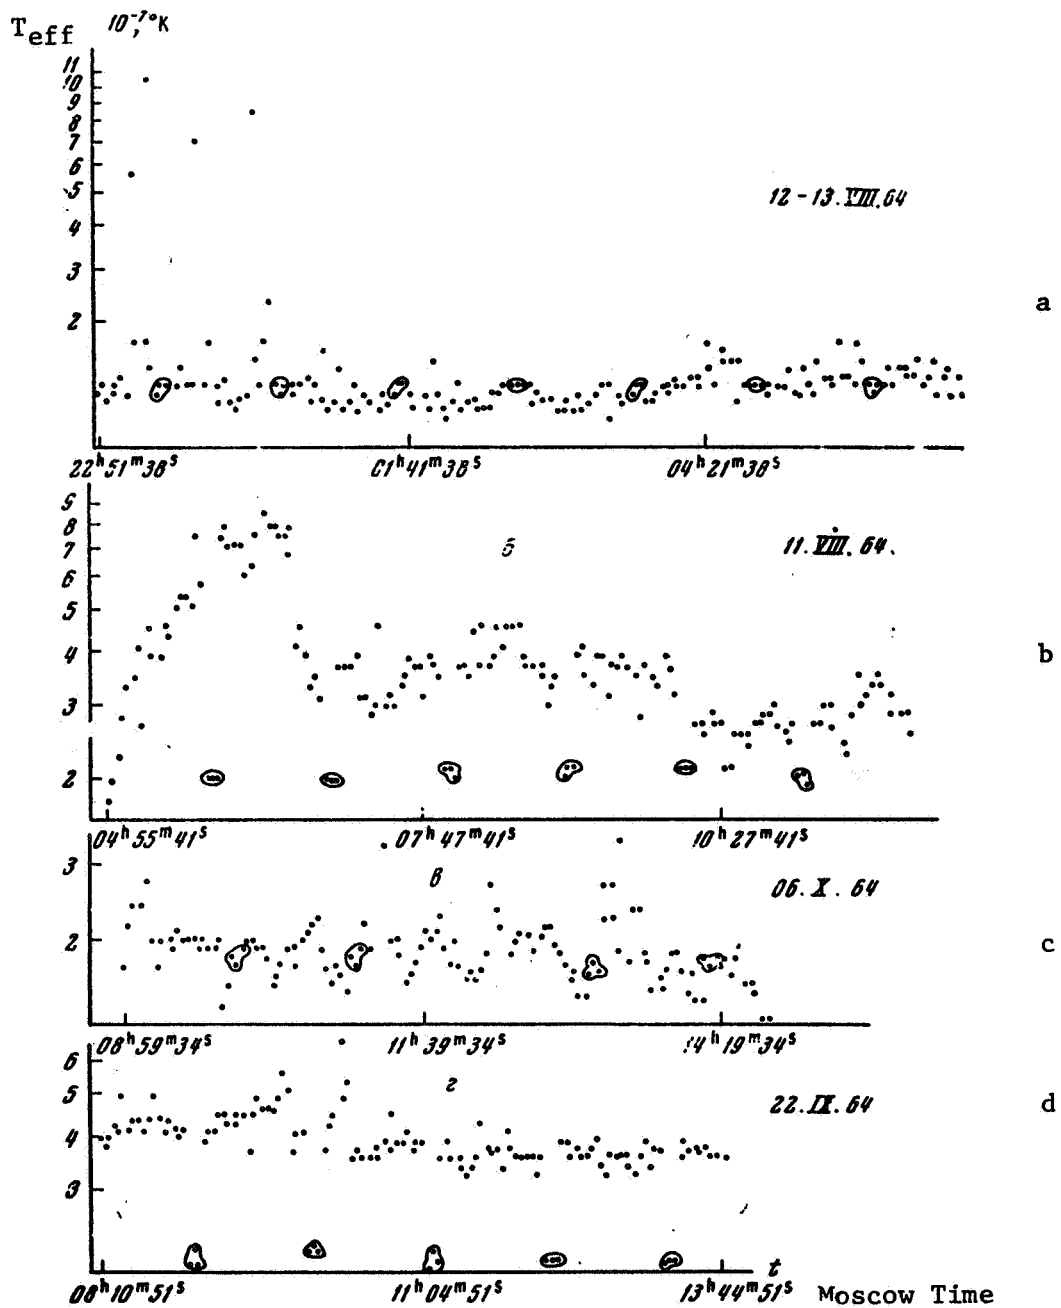 T_eff 10⁻⁷, °K
11
10
9
8
7
6
5
4
3
2
12-13.VIII.64
a
22ʰ51ᵐ38ˢ 01ʰ41ᵐ38ˢ 04ʰ21ᵐ38ˢ
9
8
7
6
5
4
3
2
б
11.VIII.64.
b
04ʰ55ᵐ41ˢ 07ʰ47ᵐ41ˢ 10ʰ27ᵐ41ˢ
3
2
в
06.X.64
c
08ʰ59ᵐ34ˢ 11ʰ39ᵐ34ˢ 14ʰ19ᵐ34ˢ
6
5
4
3
г
22.IX.64
d
t
08ʰ10ᵐ51ˢ 11ʰ04ᵐ51ˢ 13ʰ44ᵐ51ˢ Moscow Time